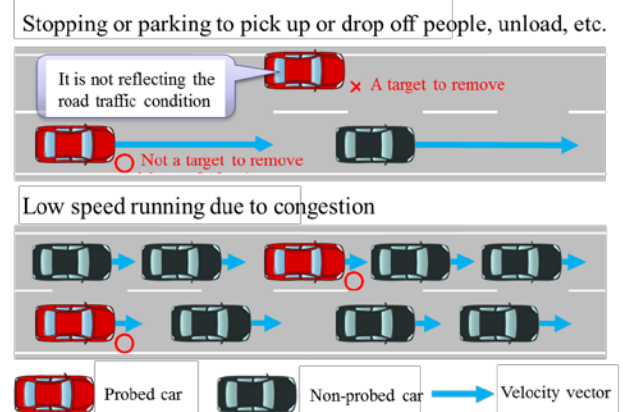 Stopping or parking to pick up or drop off people, unload, etc.
It is not reflecting the
road traffic condition
× A target to remove
Not a target to remove
Low speed running due to congestion
Probed car
Non-probed car
Velocity vector